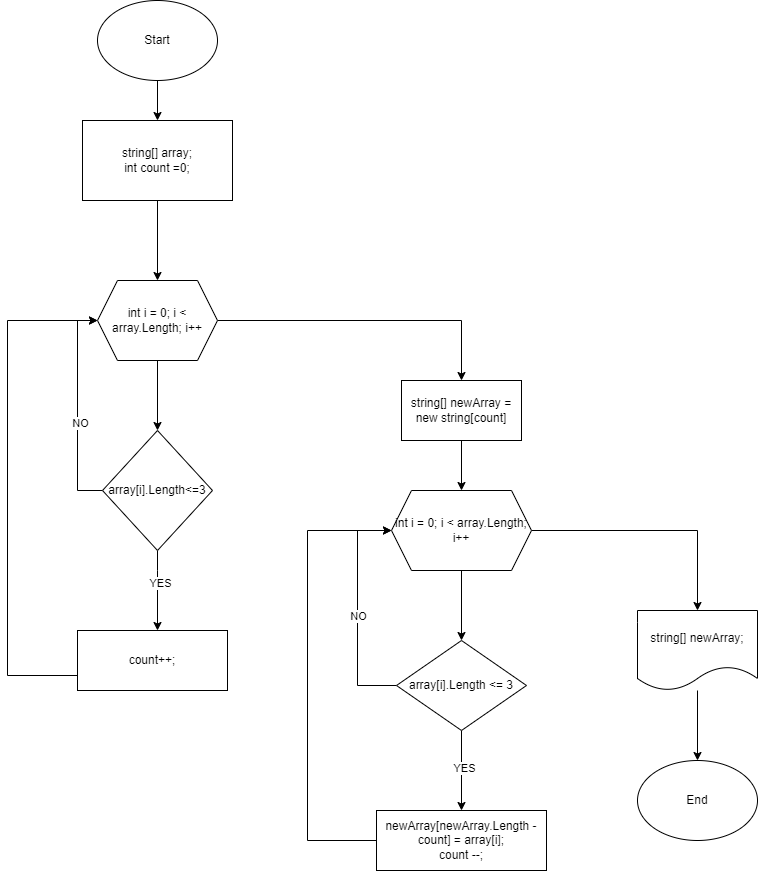 Start
string[] array;
int count =0;
int i = 0; i <
array.Length; i++
NO
array[i].Length<=3
YES
count++;
string[] newArray =
new string[count]
int i = 0; i < array.Length;
i++
NO
array[i].Length <= 3
YES
newArray[newArray.Length -
count] = array[i];
count --;
string[] newArray;
End